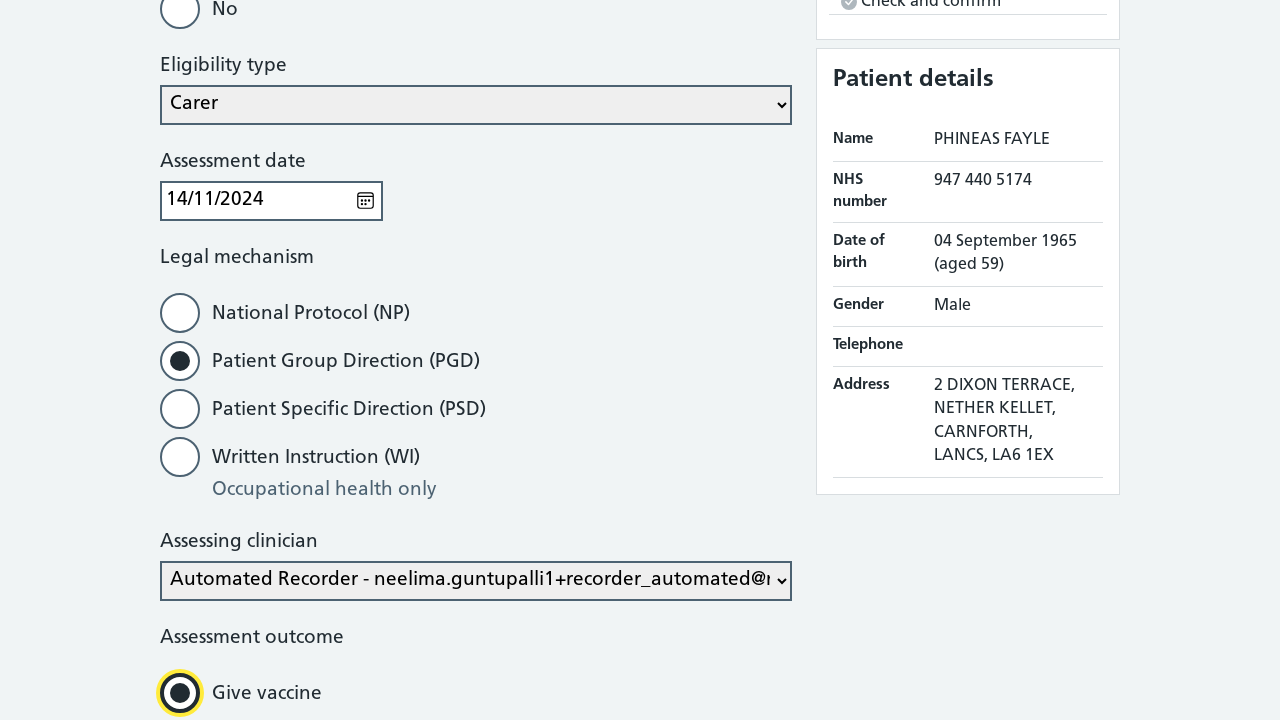 No
Eligibility type
Carer
Assessment date
14/11/2024
Legal mechanism
National Protocol (NP)
Patient Group Direction (PGD)
Patient Specific Direction (PSD)
Written Instruction (WI)
Occupational health only
Assessing clinician
Automated Recorder - neelima.guntupalli1+recorder_automated@
Assessment outcome
Give vaccine
Check and confirm
Patient details
Name PHINEAS FAYLE
NHS number 947 440 5174
Date of birth 04 September 1965
(aged 59)
Gender Male
Telephone
Address 2 DIXON TERRACE,
NETHER KELLET,
CARNFORTH,
LANCS, LA6 1EX